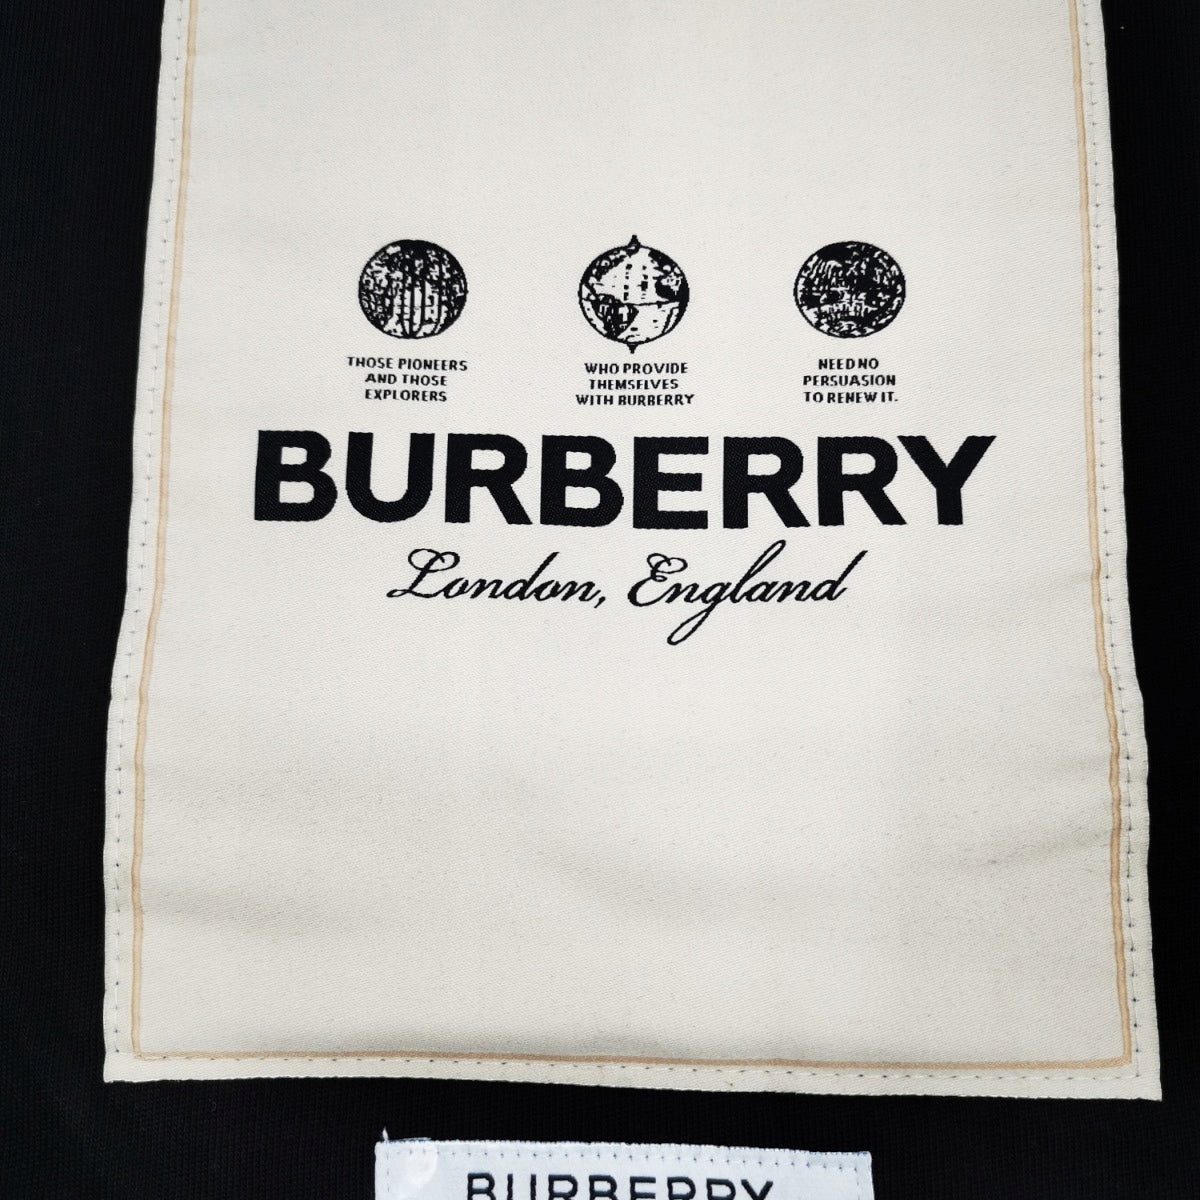 THOSE PIONEERS
AND THOSE
EXPLORERS
WHO PROVIDE
THEMSELVES
WITH BURBERRY
NEED NO
PERSUASION
TO RENEW IT.
BURBERRY
London, England
BURBERRY